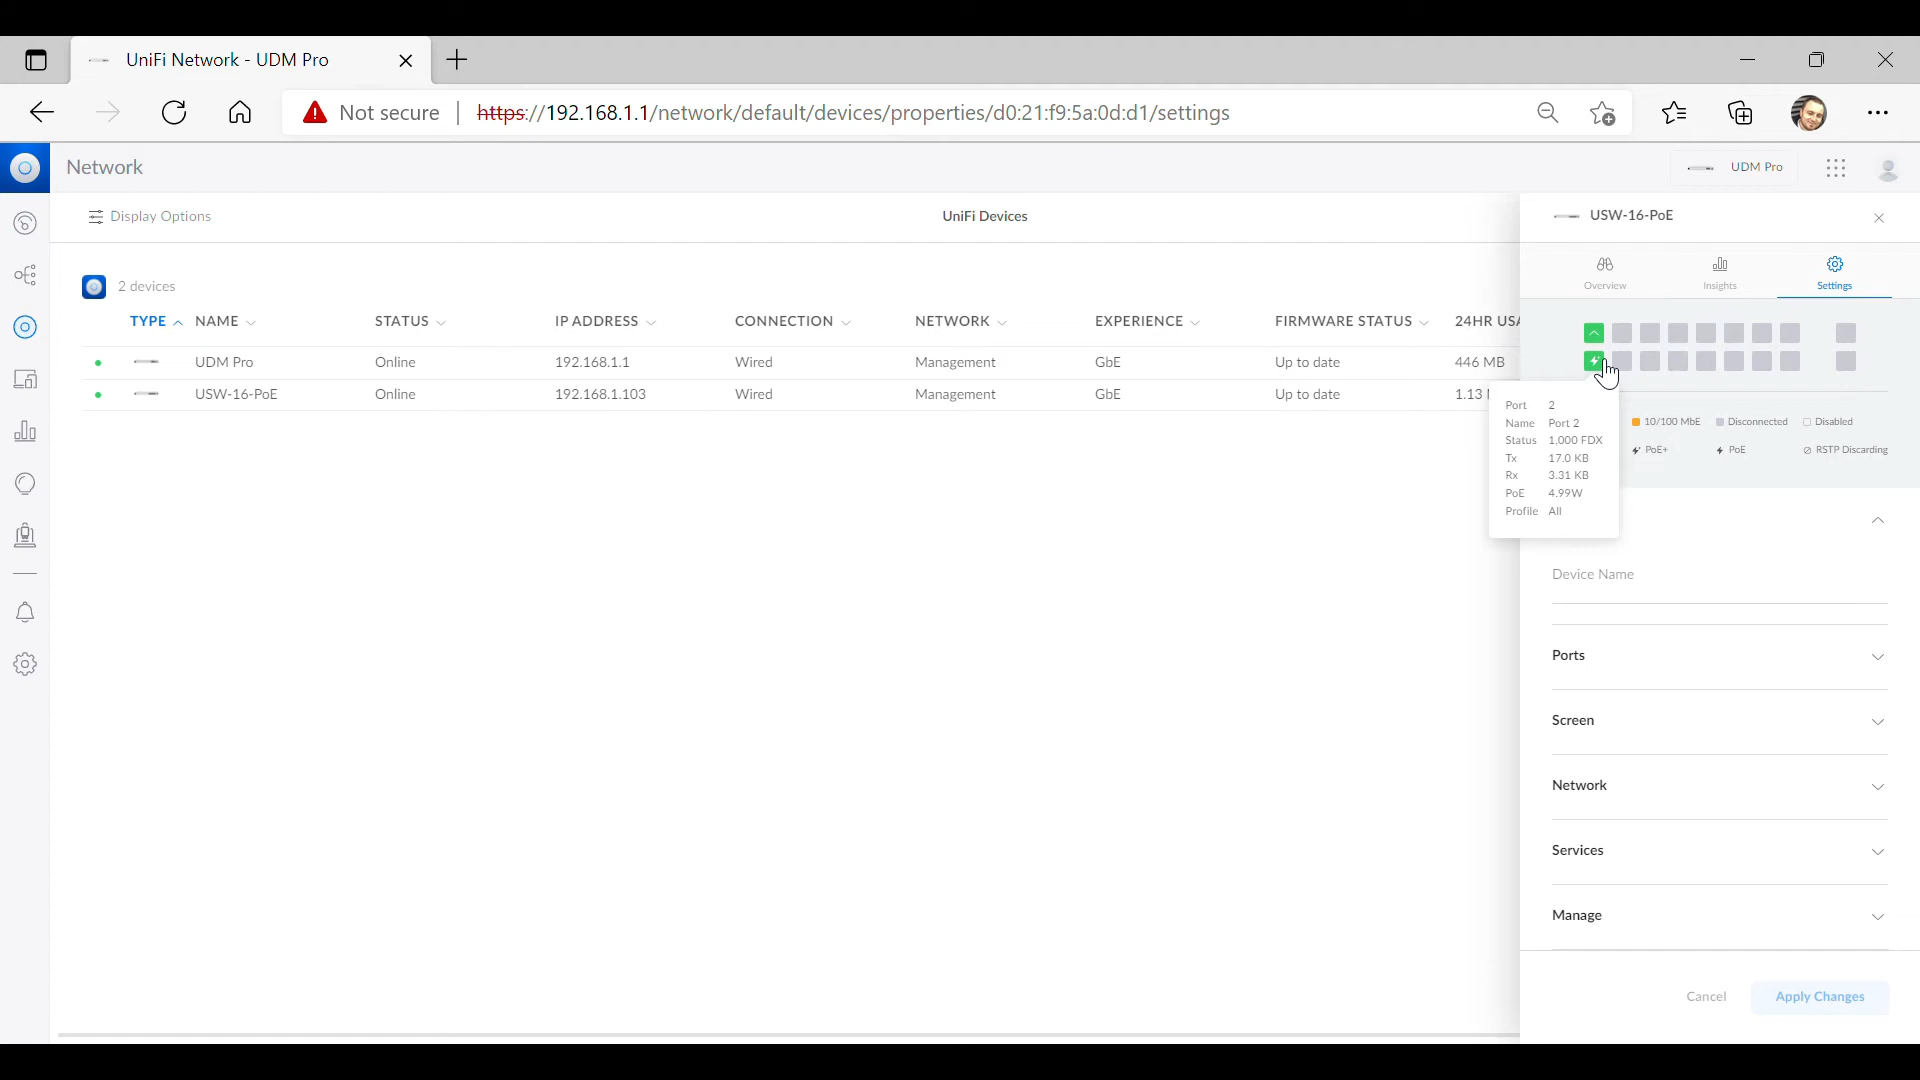 UniFi Network - UDM Pro
Not secure
https://192.168.1.1/network/default/devices/properties/d0:21:f9:5a:0d:d1/settings
Network
UDM Pro
Display Options
UniFi Devices
USW-16-PoE
Overview Insights Settings
2 devices
TYPE NAME STATUS IP ADDRESS CONNECTION NETWORK EXPERIENCE FIRMWARE STATUS 24HR
UDM Pro Online 192.168.1.1 Wired Management GbE Up to date 446 MB
USW-16-PoE Online 192.168.1.103 Wired Management GbE Up to date 1.13
Port 2
Name Port 2
Status 1,000 FDX
Tx 17.0 KB
Rx 3.31 KB
PoE 4.99W
Profile All
10/100 MbE Disconnected Disabled
PoE+ PoE RSTP Discarding
Device Name
Ports
Screen
Network
Services
Manage
Cancel Apply Changes